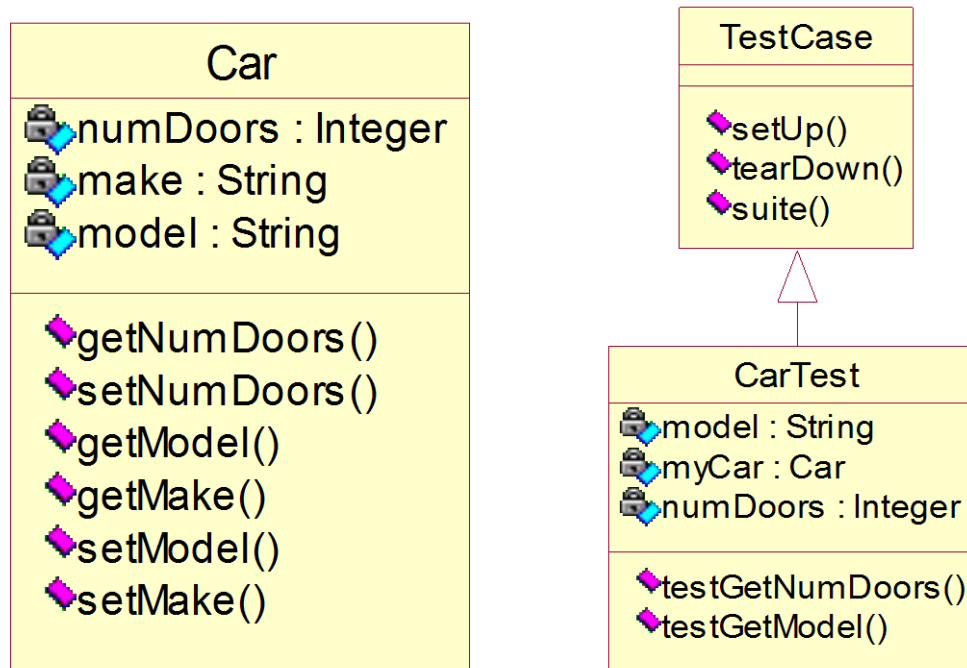 Car
numDoors : Integer
make : String
model : String
getNumDoors()
setNumDoors()
getModel()
getMake()
setModel()
setMake()
TestCase
setUp()
tearDown()
suite()
CarTest
model : String
myCar : Car
numDoors : Integer
testGetNumDoors()
testGetModel()